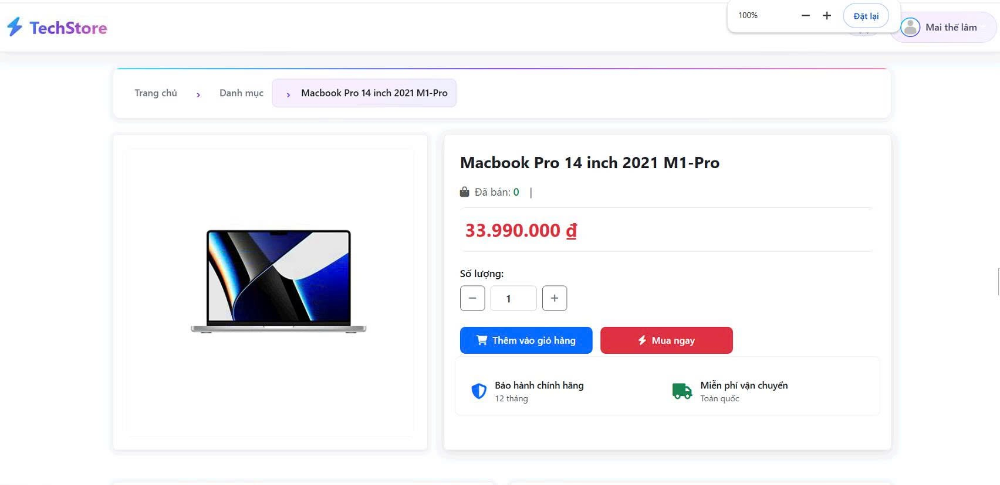 TechStore
100%
Đặt lại
Mai thế lâm
Trang chủ › Danh mục › Macbook Pro 14 inch 2021 M1-Pro
Macbook Pro 14 inch 2021 M1-Pro
Đã bán: 0 |
33.990.000 ₫
Số lượng:
− 1 +
Thêm vào giỏ hàng
Mua ngay
Bảo hành chính hãng
12 tháng
Miễn phí vận chuyển
Toàn quốc